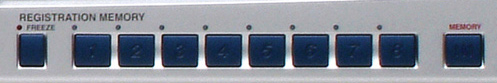 REGISTRATION MEMORY
FREEZE
MEMORY
1 2 3 4 5 6 7 8 M